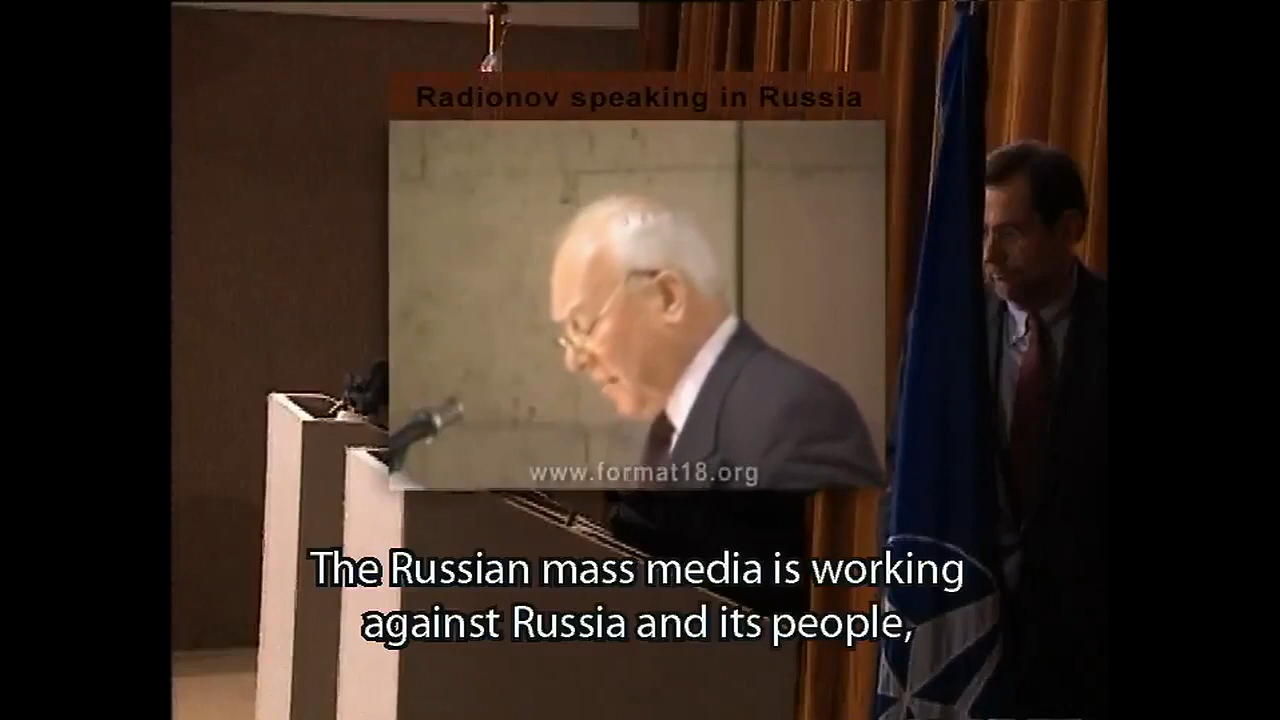 Radionov speaking in Russia
www.format18.org
The Russian mass media is working
against Russia and its people,